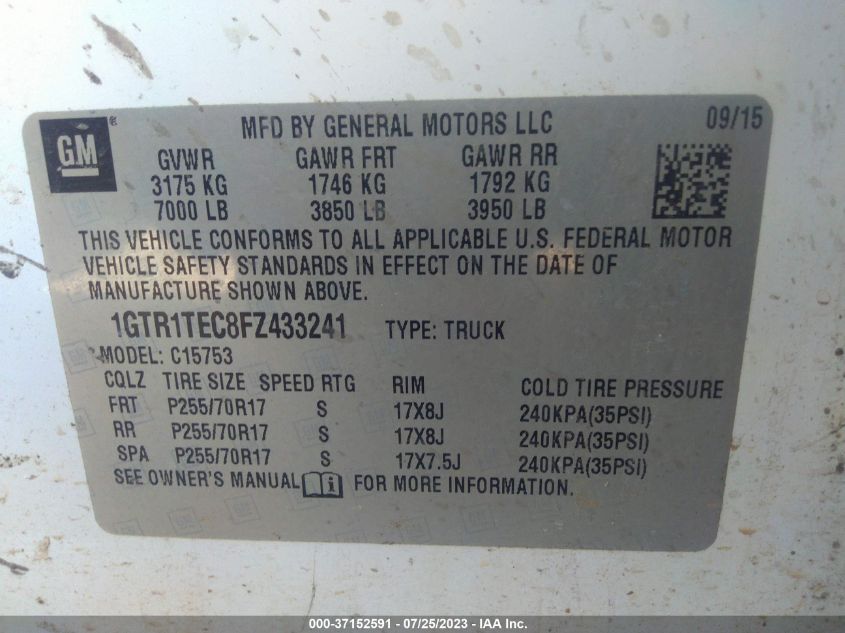 GM ® MFD BY GENERAL MOTORS LLC 09/15
GVWR GAWR FRT GAWR RR
3175 KG 1746 KG 1792 KG
7000 LB 3850 LB 3950 LB
THIS VEHICLE CONFORMS TO ALL APPLICABLE U.S. FEDERAL MOTOR
VEHICLE SAFETY STANDARDS IN EFFECT ON THE DATE OF
MANUFACTURE SHOWN ABOVE.
1GTR1TEC8FZ433241 TYPE: TRUCK
MODEL: C15753
CQLZ TIRE SIZE SPEED RTG RIM COLD TIRE PRESSURE
FRT P255/70R17 S 17X8J 240KPA(35PSI)
RR P255/70R17 S 17X8J 240KPA(35PSI)
SPA P255/70R17 S 17X7.5J 240KPA(35PSI)
SEE OWNER'S MANUAL i FOR MORE INFORMATION.
000-37152591 - 07/25/2023 - IAA Inc.